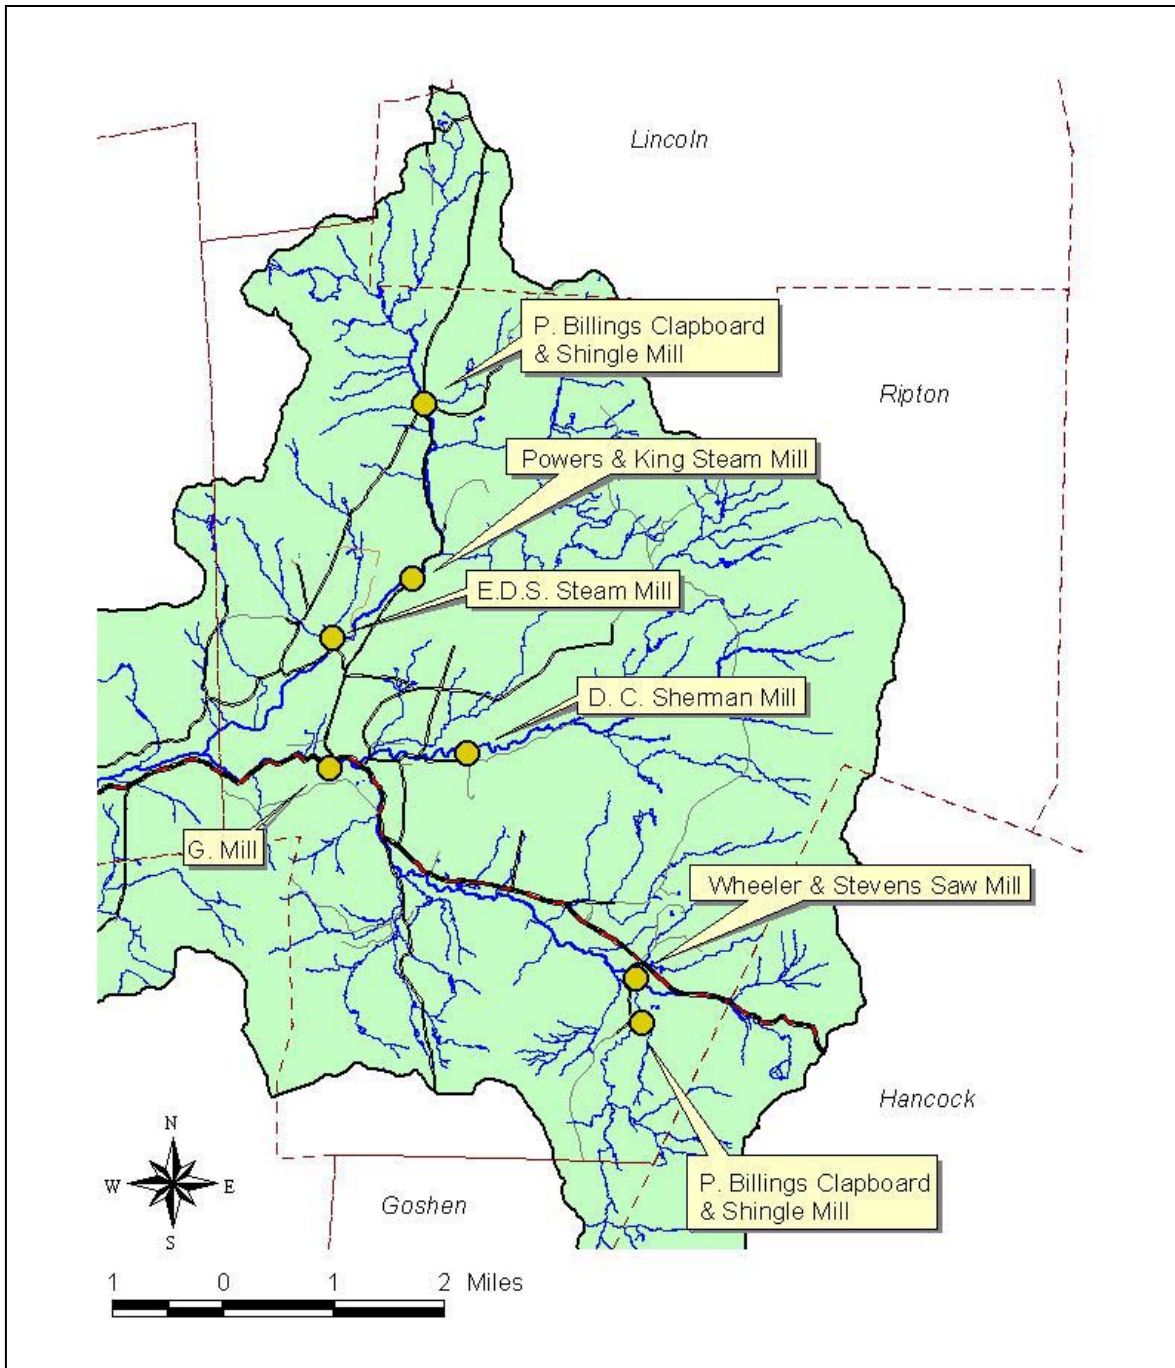 Lincoln
P. Billings Clapboard
& Shingle Mill
Ripton
Powers & King Steam Mill
E.D.S. Steam Mill
D. C. Sherman Mill
G. Mill
Wheeler & Stevens Saw Mill
Hancock
P. Billings Clapboard
& Shingle Mill
Goshen
N
W E
S
1 0 1 2 Miles